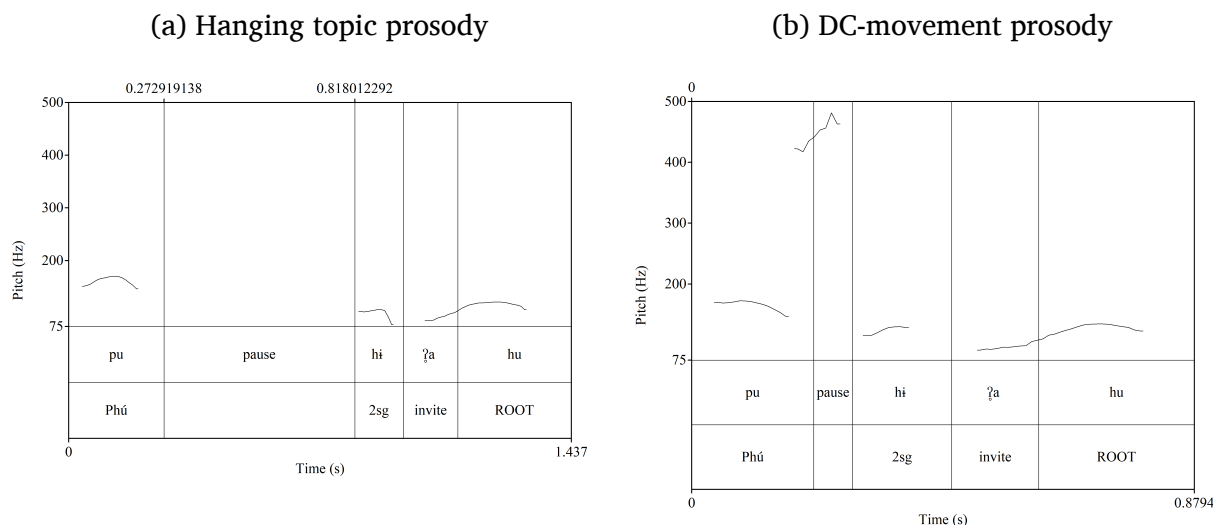 (a) Hanging topic prosody
0.272919138 0.818012292
500
400
300
200
75
Pitch (Hz)
pu pause hɨ ʔ̥a hu
Phú 2sg invite ROOT
0 1.437
Time (s)
(b) DC-movement prosody
0
500
400
300
200
75
Pitch (Hz)
pu pause hɨ ʔ̥a hu
Phú 2sg invite ROOT
0 0.8794
Time (s)